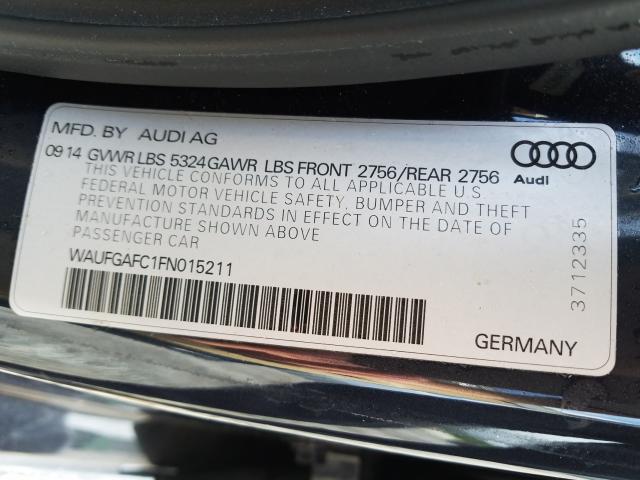 MFD. BY AUDI AG
09 14 GVWR LBS 5324 GAWR LBS FRONT 2756/REAR 2756
THIS VEHICLE CONFORMS TO ALL APPLICABLE U S
FEDERAL MOTOR VEHICLE SAFETY, BUMPER AND THEFT
PREVENTION STANDARDS IN EFFECT ON THE DATE OF
MANUFACTURE SHOWN ABOVE
PASSENGER CAR
WAUFGAFC1FN015211
Audi
3712335
GERMANY